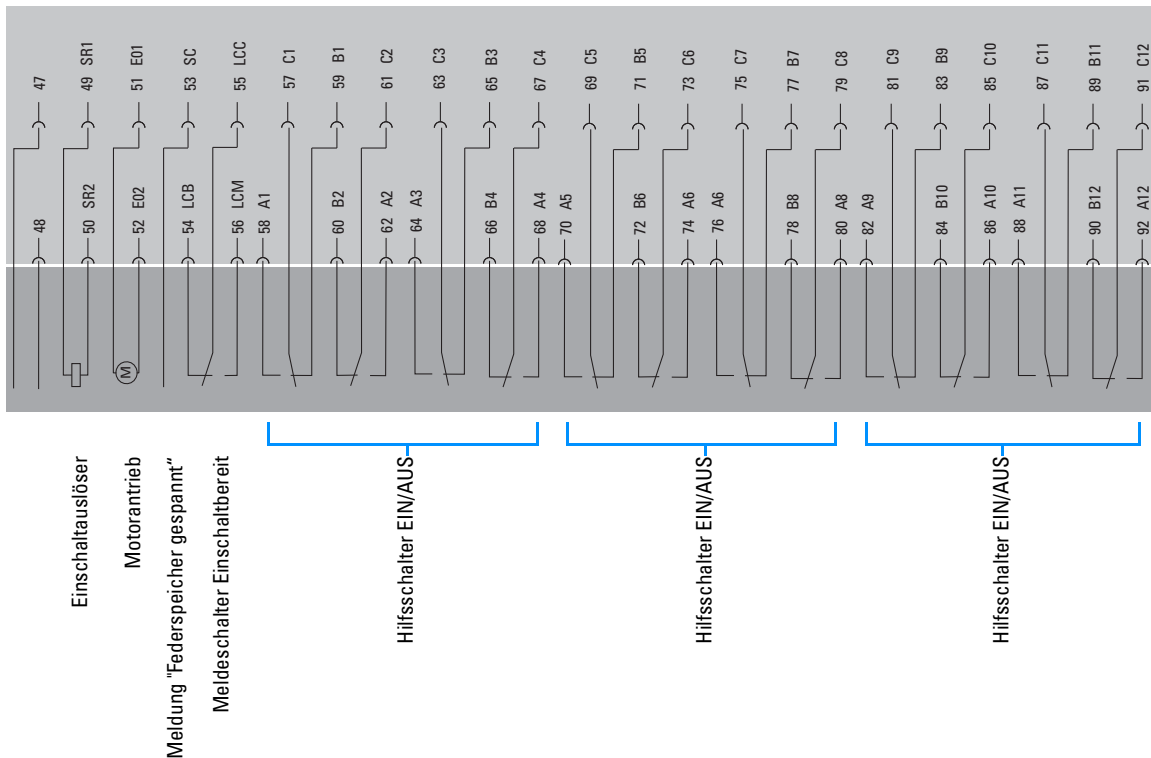 47
49 SR1
51 E01
53 SC
55 LCC
57 C1
59 B1
61 C2
63 C3
65 B3
67 C4
69 C5
71 B5
73 C6
75 C7
77 B7
79 C8
81 C9
83 B9
85 C10
87 C11
89 B11
91 C12
48
50 SR2
52 E02
54 LCB
56 LCM
58 A1
60 B2
62 A2
64 A3
66 B4
68 A4
70 A5
72 B6
74 A6
76 A6
78 B8
80 A8
82 A9
84 B10
86 A10
88 A11
90 B12
92 A12
M
Einschaltauslöser
Motorantrieb
Meldung "Federspeicher gespannt“
Meldeschalter Einschaltbereit
Hilfsschalter EIN/AUS
Hilfsschalter EIN/AUS
Hilfsschalter EIN/AUS